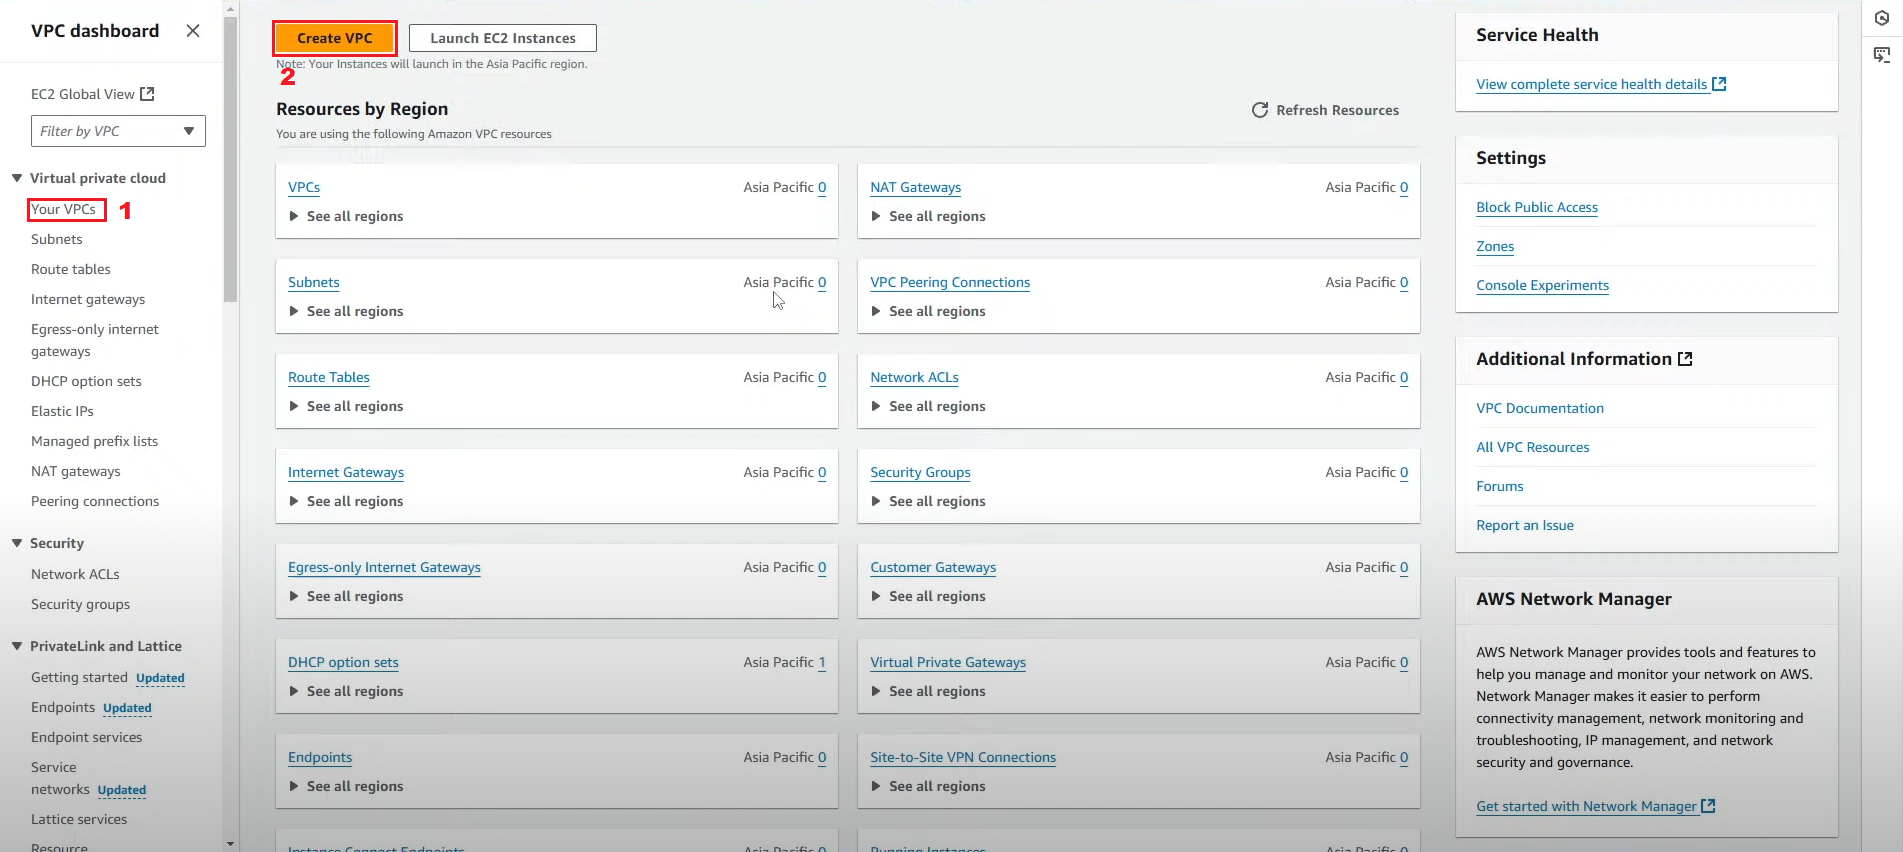 VPC dashboard
EC2 Global View
Filter by VPC
Virtual private cloud
Your VPCs 1
Subnets
Route tables
Internet gateways
Egress-only internet
gateways
DHCP option sets
Elastic IPs
Managed prefix lists
NAT gateways
Peering connections
Security
Network ACLs
Security groups
PrivateLink and Lattice
Getting started Updated
Endpoints Updated
Endpoint services
Service
networks Updated
Lattice services
Resource
Create VPC
Launch EC2 Instances
2
Note: Your Instances will launch in the Asia Pacific region.
Resources by Region
Refresh Resources
You are using the following Amazon VPC resources
VPCs Asia Pacific 0
See all regions
NAT Gateways Asia Pacific 0
See all regions
Subnets Asia Pacific 0
See all regions
VPC Peering Connections Asia Pacific 0
See all regions
Route Tables Asia Pacific 0
See all regions
Network ACLs Asia Pacific 0
See all regions
Internet Gateways Asia Pacific 0
See all regions
Security Groups Asia Pacific 0
See all regions
Egress-only Internet Gateways Asia Pacific 0
See all regions
Customer Gateways Asia Pacific 0
See all regions
DHCP option sets Asia Pacific 1
See all regions
Virtual Private Gateways Asia Pacific 0
See all regions
Endpoints Asia Pacific 0
See all regions
Site-to-Site VPN Connections Asia Pacific 0
See all regions
Instance Connect Endpoints Asia Pacific 0
Running Instances Asia Pacific 0
Service Health
View complete service health details
Settings
Block Public Access
Zones
Console Experiments
Additional Information
VPC Documentation
All VPC Resources
Forums
Report an Issue
AWS Network Manager
AWS Network Manager provides tools and features to
help you manage and monitor your network on AWS.
Network Manager makes it easier to perform
connectivity management, network monitoring and
troubleshooting, IP management, and network
security and governance.
Get started with Network Manager